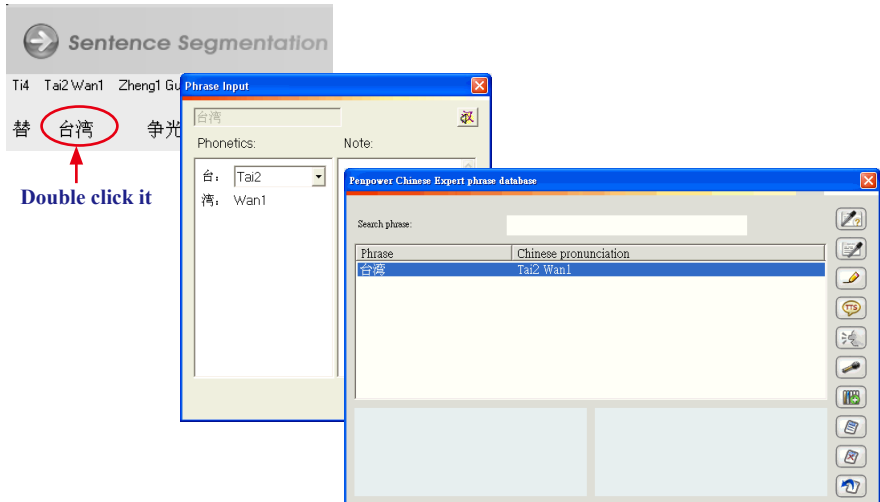 Sentence Segmentation
Ti4 Tai2 Wan1 Zheng1 Gu
替 台湾 争光
Double click it
Phrase Input
台湾
Phonetics: Note:
台： Tai2
湾： Wan1
Penpower Chinese Expert phrase database
Search phrase:
Phrase Chinese pronunciation
台湾 Tai2 Wan1
TTS